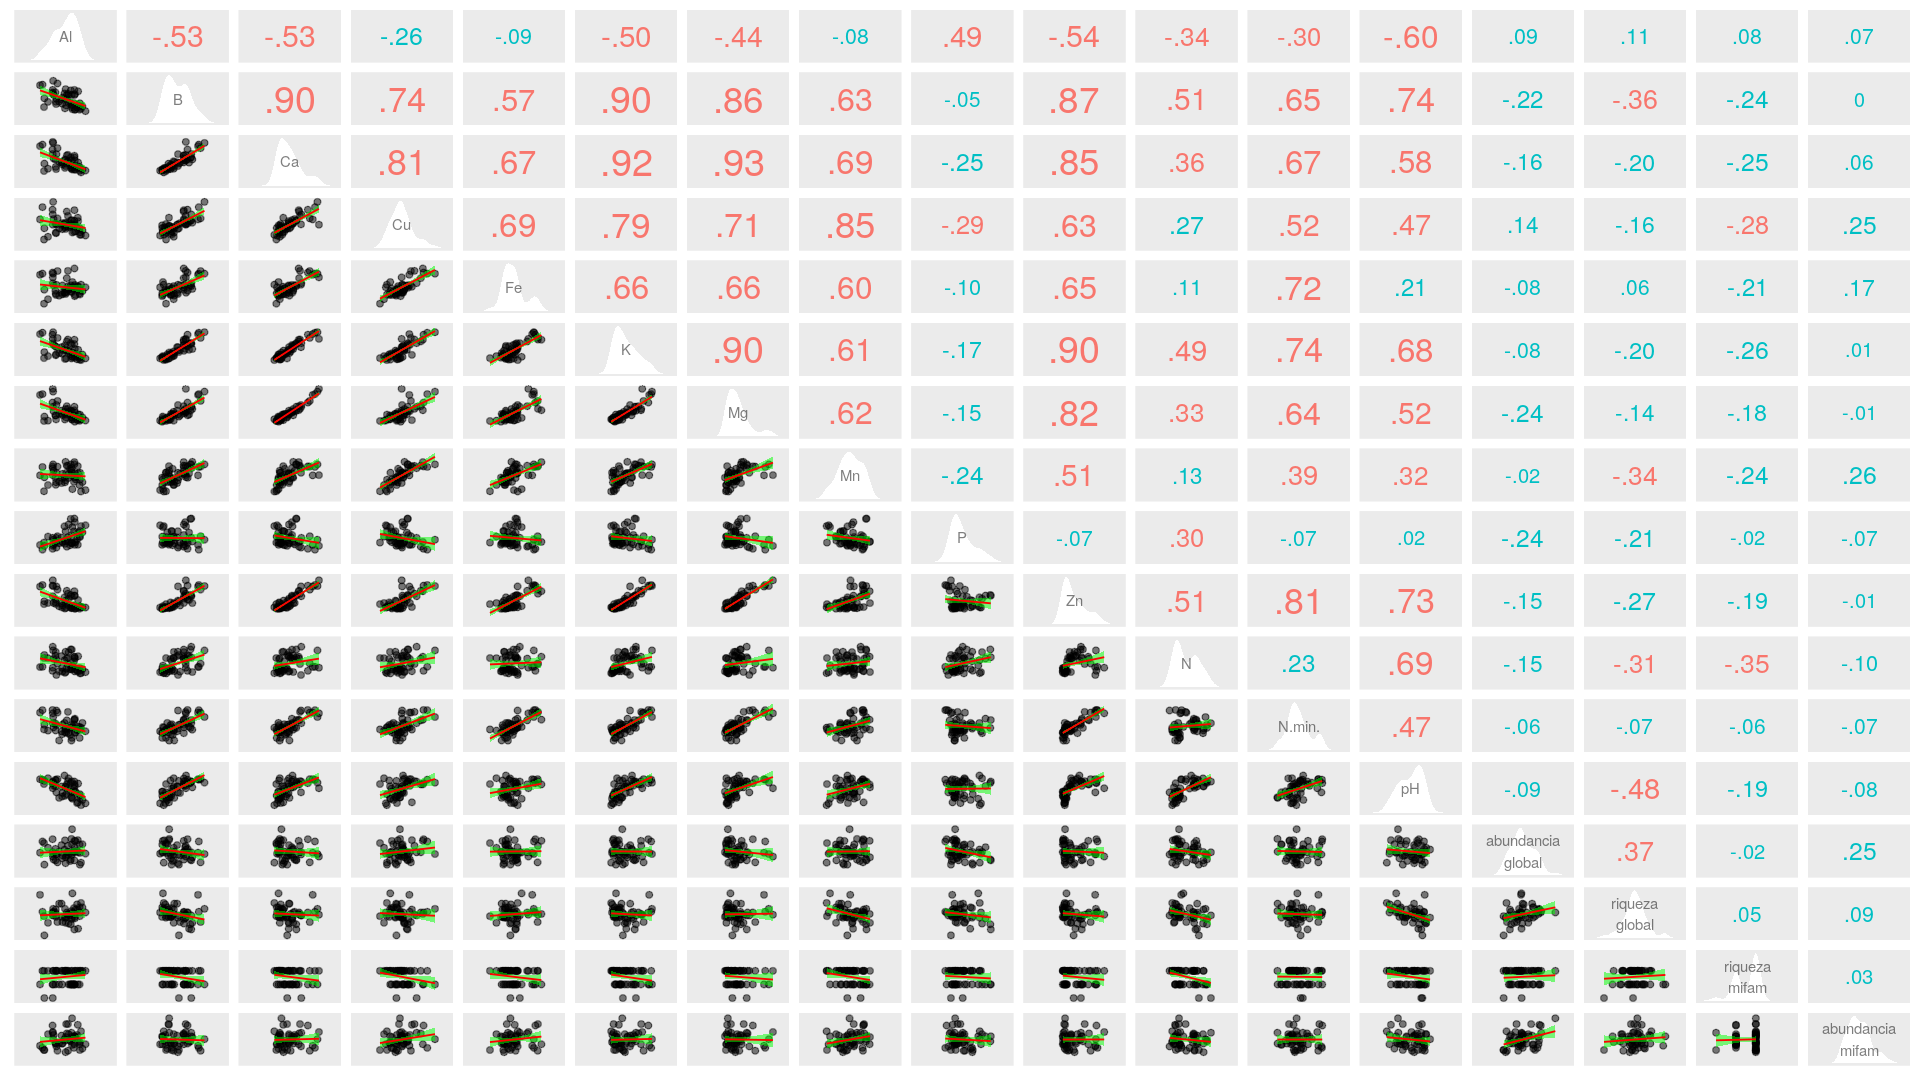 Al -.53 -.53 -.26 -.09 -.50 -.44 -.08 .49 -.54 -.34 -.30 -.60 .09 .11 .08 .07
B .90 .74 .57 .90 .86 .63 -.05 .87 .51 .65 .74 -.22 -.36 -.24 0
Ca .81 .67 .92 .93 .69 -.25 .85 .36 .67 .58 -.16 -.20 -.25 .06
Cu .69 .79 .71 .85 -.29 .63 .27 .52 .47 .14 -.16 -.28 .25
Fe .66 .66 .60 -.10 .65 .11 .72 .21 -.08 .06 -.21 .17
K .90 .61 -.17 .90 .49 .74 .68 -.08 -.20 -.26 .01
Mg .62 -.15 .82 .33 .64 .52 -.24 -.14 -.18 -.01
Mn -.24 .51 .13 .39 .32 -.02 -.34 -.24 .26
P -.07 .30 -.07 .02 -.24 -.21 -.02 -.07
Zn .51 .81 .73 -.15 -.27 -.19 -.01
N .23 .69 -.15 -.31 -.35 -.10
N.min. .47 -.06 -.07 -.06 -.07
pH -.09 -.48 -.19 -.08
abundancia
global .37 -.02 .25
riqueza
global .05 .09
riqueza
mifam .03
abundancia
mifam